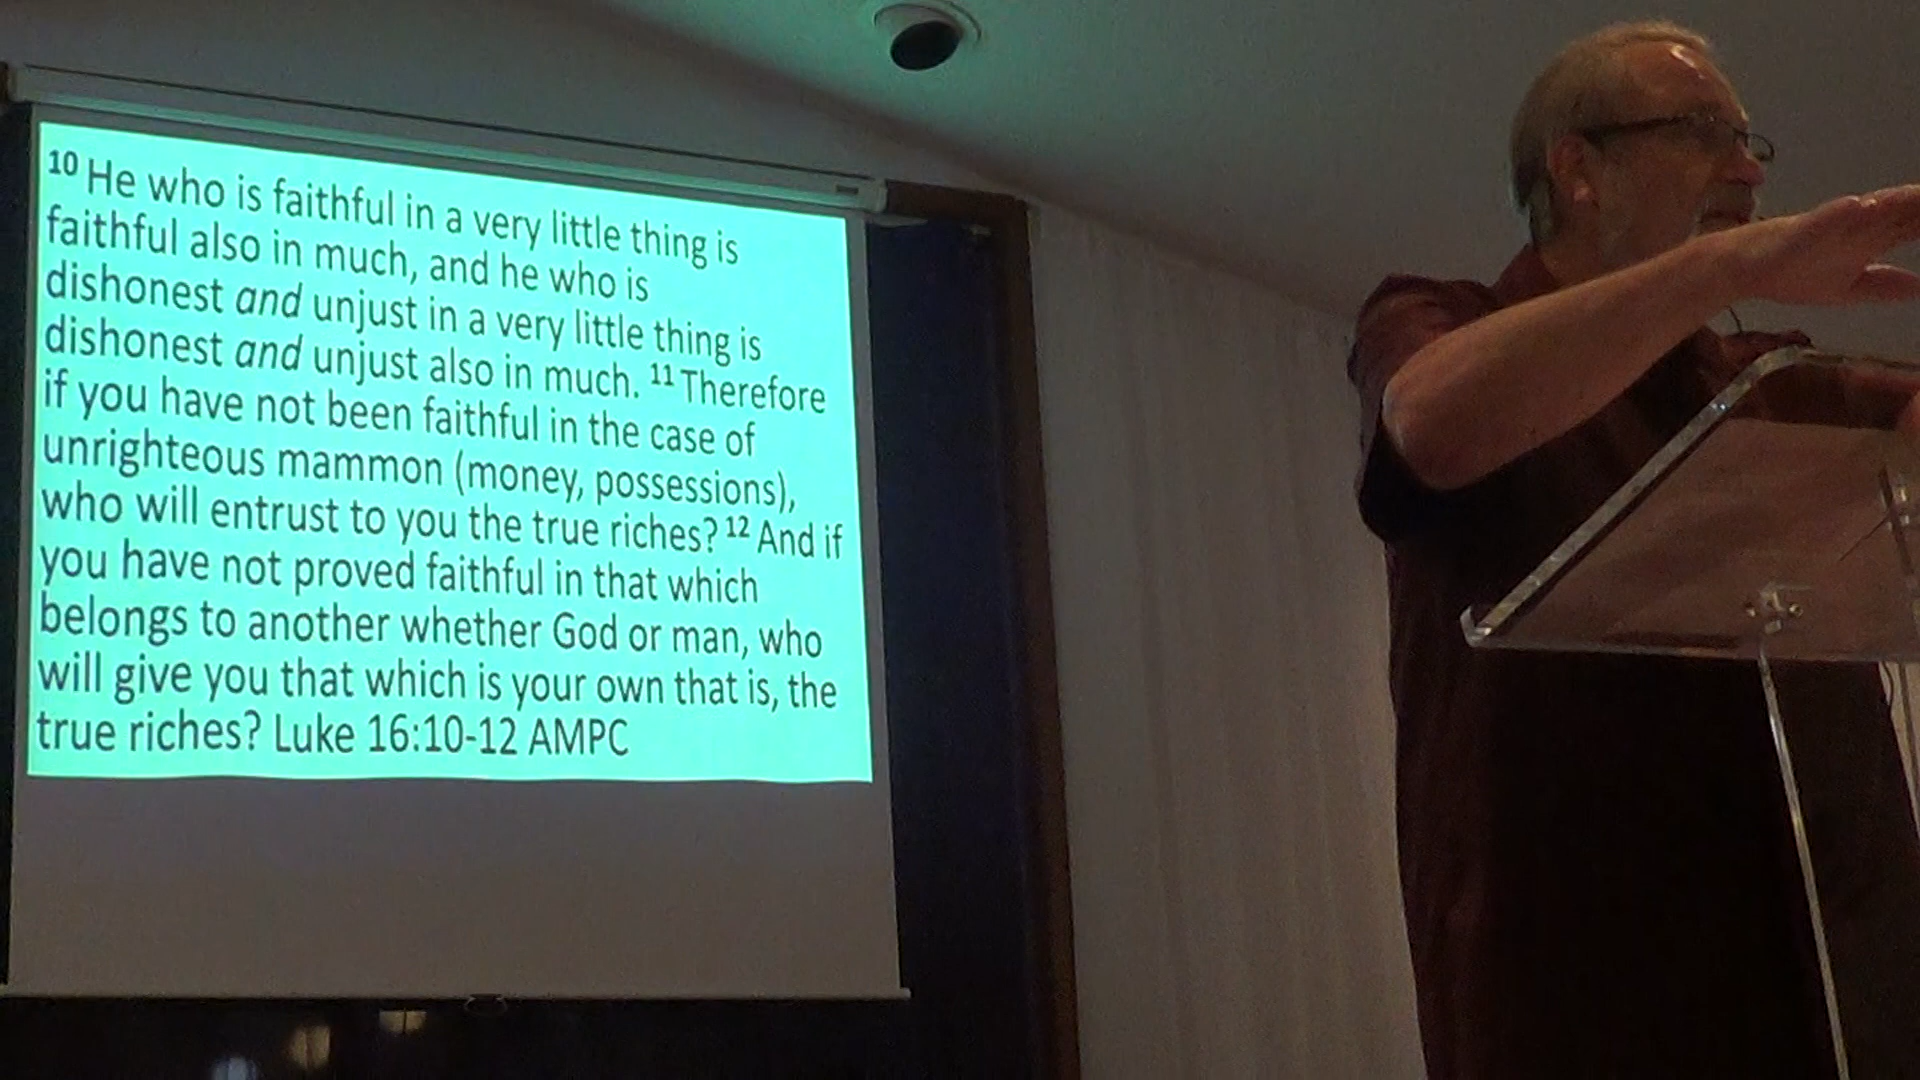 10 He who is faithful in a very little thing is
faithful also in much, and he who is
dishonest and unjust in a very little thing is
dishonest and unjust also in much. 11 Therefore
if you have not been faithful in the case of
unrighteous mammon (money, possessions),
who will entrust to you the true riches? 12 And if
you have not proved faithful in that which
belongs to another whether God or man, who
will give you that which is your own that is, the
true riches? Luke 16:10-12 AMPC